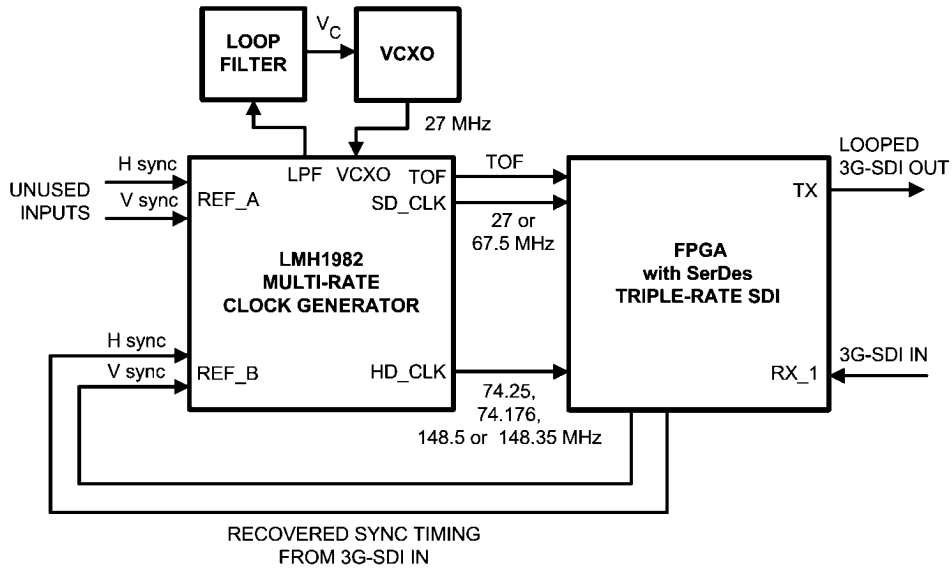 LOOP
FILTER
VC
VCXO
27 MHz
H sync
V sync
UNUSED
INPUTS
REF_A
LPF
VCXO
TOF
SD_CLK
TOF
27 or
67.5 MHz
LMH1982
MULTI-RATE
CLOCK GENERATOR
H sync
V sync
REF_B
HD_CLK
74.25,
74.176,
148.5 or 148.35 MHz
FPGA
with SerDes
TRIPLE-RATE SDI
TX
LOOPED
3G-SDI OUT
3G-SDI IN
RX_1
RECOVERED SYNC TIMING
FROM 3G-SDI IN